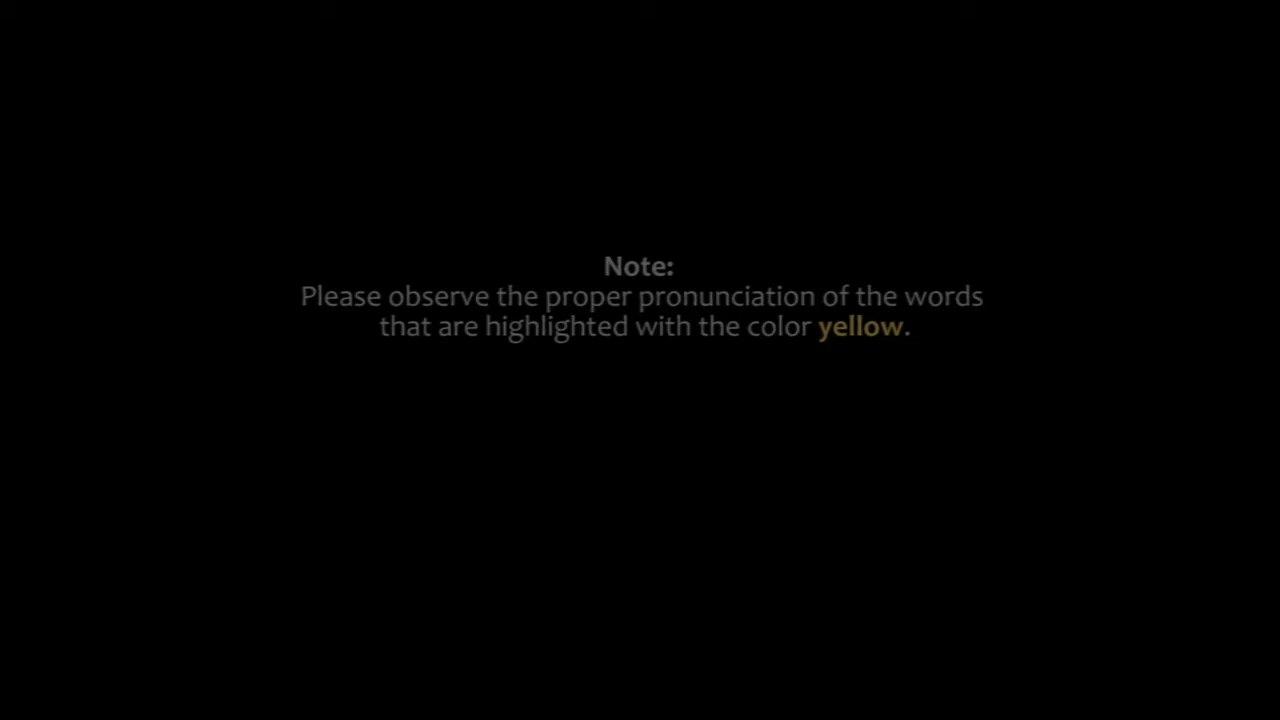 Note:
Please observe the proper pronunciation of the words
that are highlighted with the color yellow.